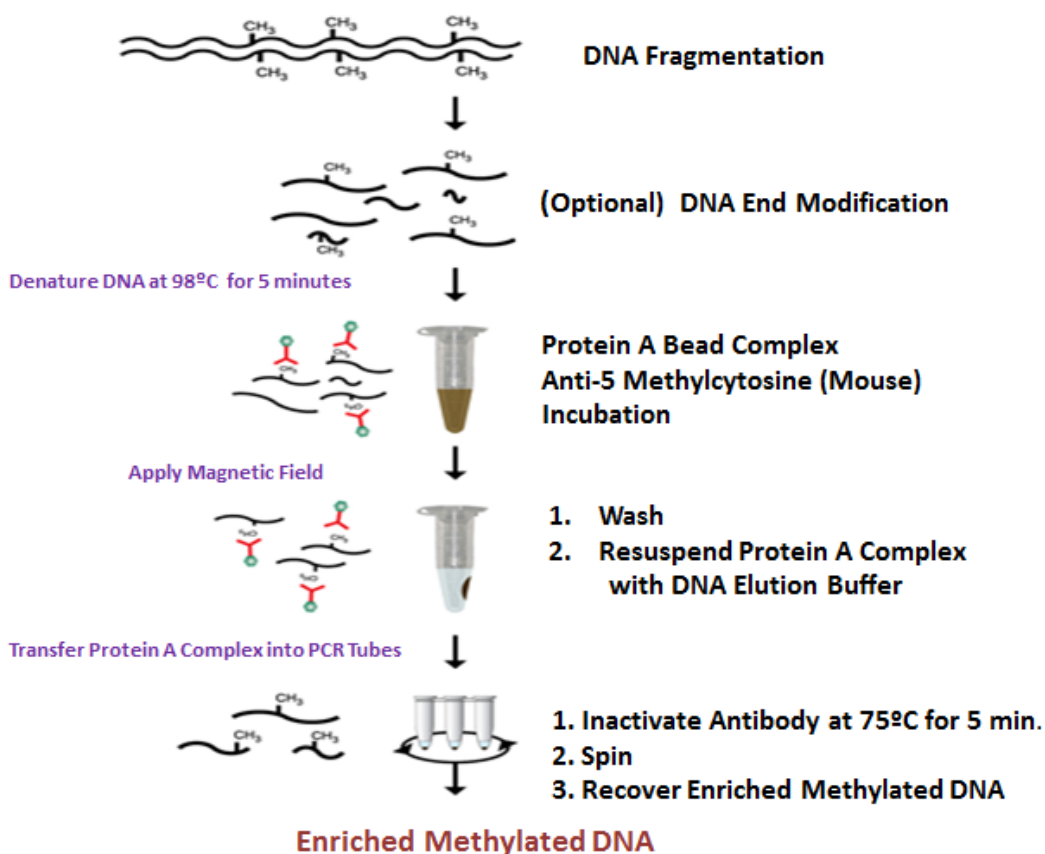 CH₃ CH₃ CH₃
CH₃ CH₃ CH₃
DNA Fragmentation
CH₃ CH₃
(Optional) DNA End Modification
CH₃ CH₃
Denature DNA at 98ºC for 5 minutes
CH₃
CH₃
Protein A Bead Complex
Anti-5 Methylcytosine (Mouse)
Incubation
Apply Magnetic Field
1. Wash
CH₃
2. Resuspend Protein A Complex
with DNA Elution Buffer
Transfer Protein A Complex into PCR Tubes
CH₃
CH₃ CH₃
1. Inactivate Antibody at 75ºC for 5 min.
2. Spin
3. Recover Enriched Methylated DNA
Enriched Methylated DNA